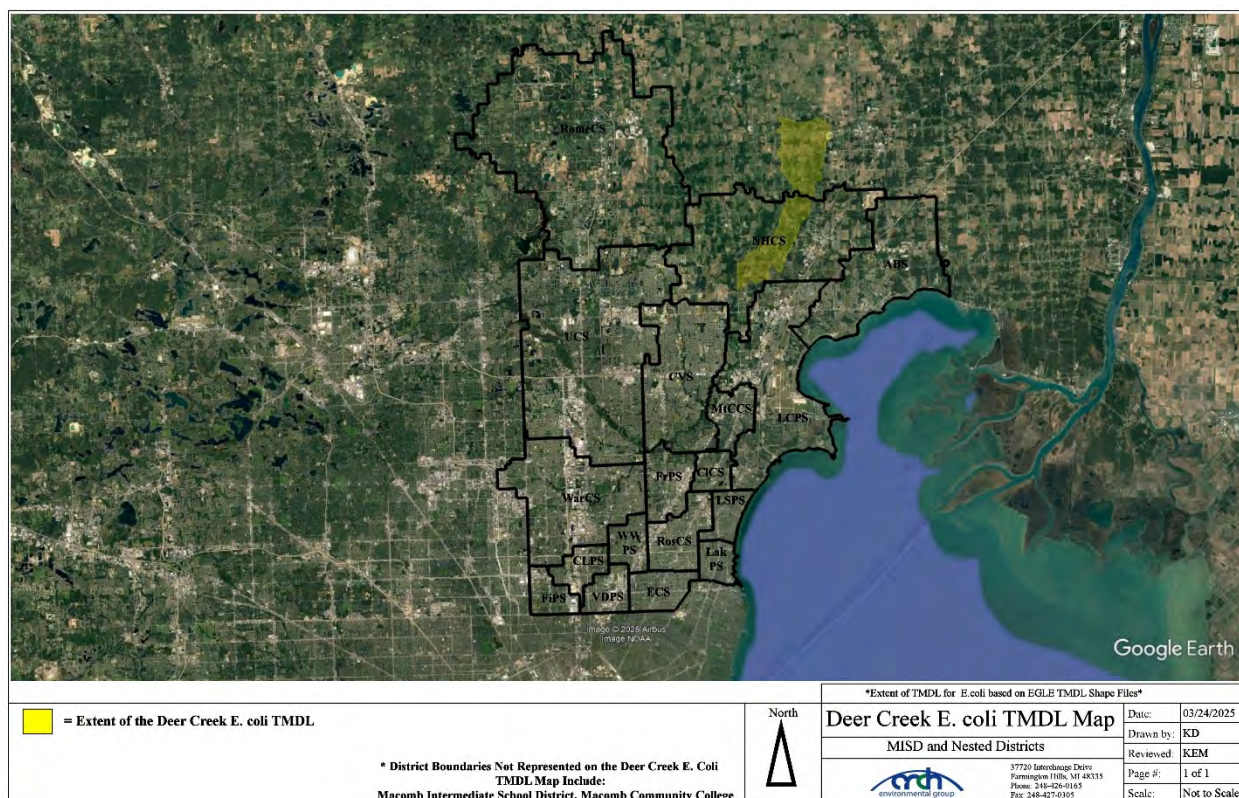 RomeCS
NHCS
ABS
UCS
CVS
MtCCS
LCPS
FrPS
ClCS
WarCS
LSPS
WW
PS
RosCS
Lak
PS
CLPS
FiPS
VDPS
ECS
Image © 2025 Airbus
Image NOAA
Google Earth
*Extent of TMDL for E.coli based on EGLE TMDL Shape Files*
= Extent of the Deer Creek E. coli TMDL
North
Deer Creek E. coli TMDL Map
MISD and Nested Districts
Date: 03/24/2025
Drawn by: KD
Reviewed: KEM
Page #: 1 of 1
Scale: Not to Scale
mch
environmental group
37720 Interchange Drive
Farmington Hills, MI 48335
Phone: 248-426-0165
Fax: 248-427-0305
* District Boundaries Not Represented on the Deer Creek E. Coli
TMDL Map Include:
Macomb Intermediate School District, Macomb Community College